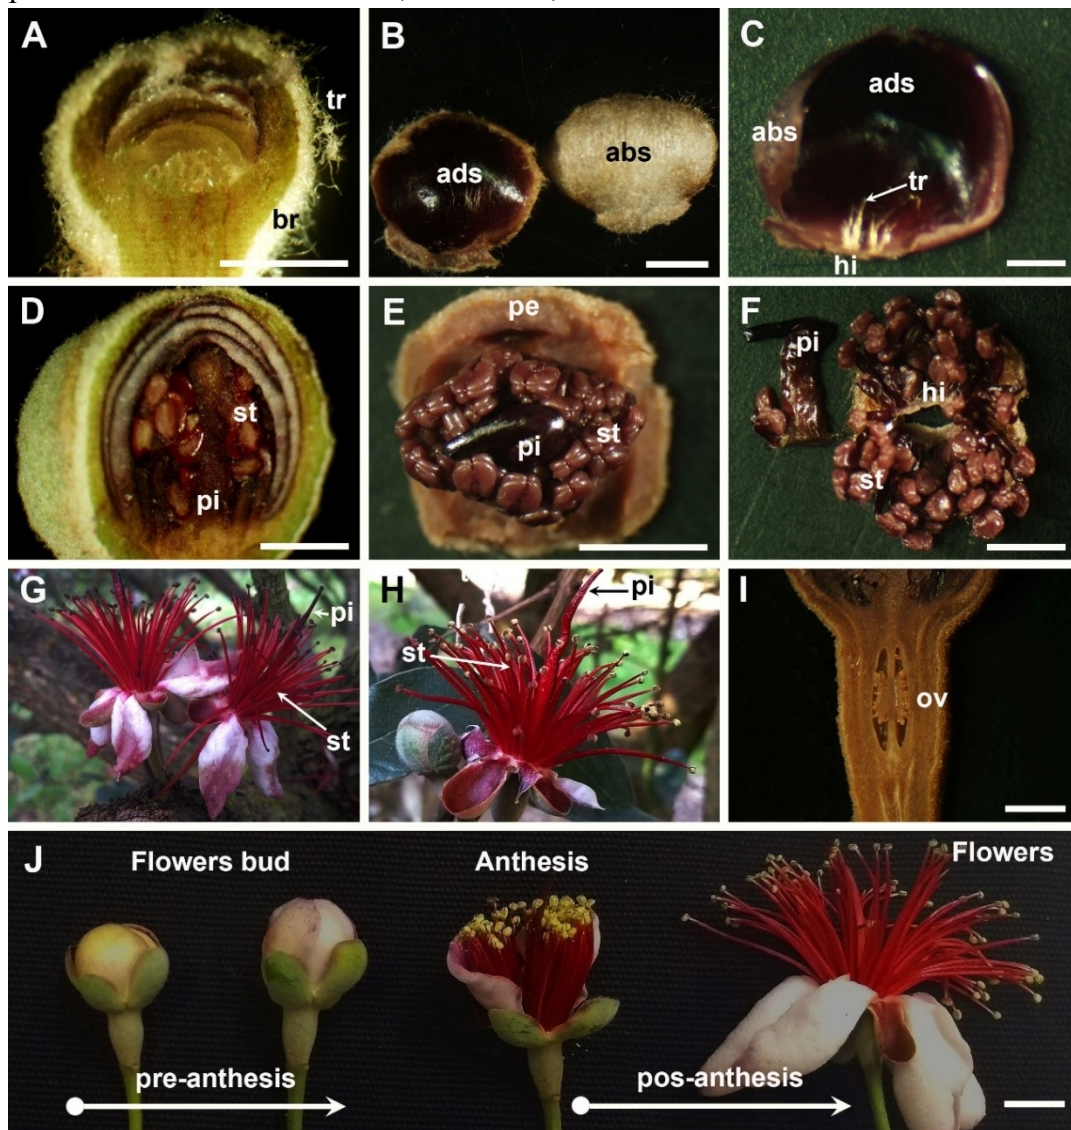 A
tr
br
B
ads
abs
C
ads
abs
tr
hi
D
st
pi
E
pe
pi
st
F
pi
hi
st
G
pi
st
H
pi
st
I
ov
J
Flowers bud
Anthesis
Flowers
pre-anthesis
pos-anthesis